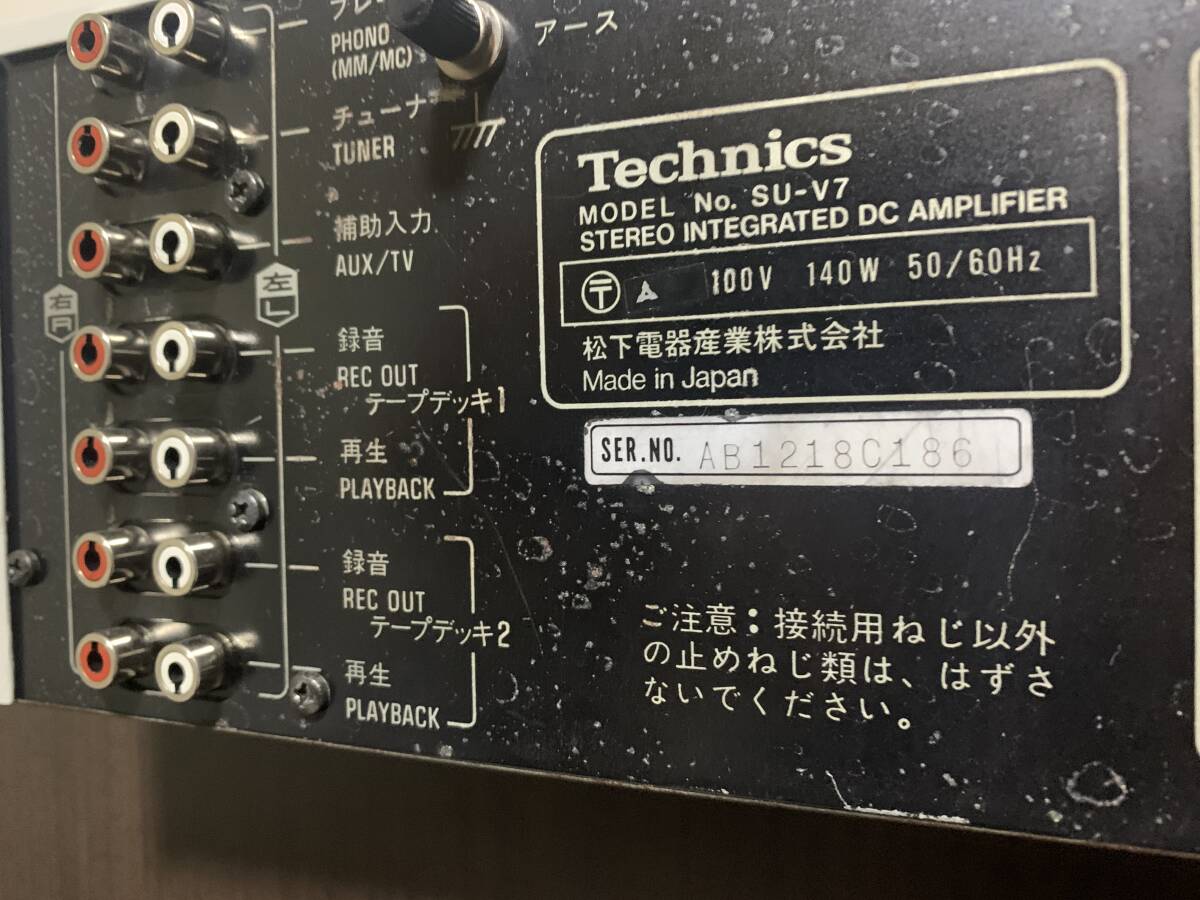 PHONO
(MM/MC)
アース
チューナー
TUNER
補助入力
AUX/TV
右
R
左
L
録音
REC OUT
テープデッキ1
再生
PLAYBACK
録音
REC OUT
テープデッキ2
再生
PLAYBACK
Technics
MODEL No. SU-V7
STEREO INTEGRATED DC AMPLIFIER
100V 140W 50/60Hz
松下電器産業株式会社
Made in Japan
SER.NO. AB1218C186
ご注意:接続用ねじ以外
の止めねじ類は、はずさ
ないでください。